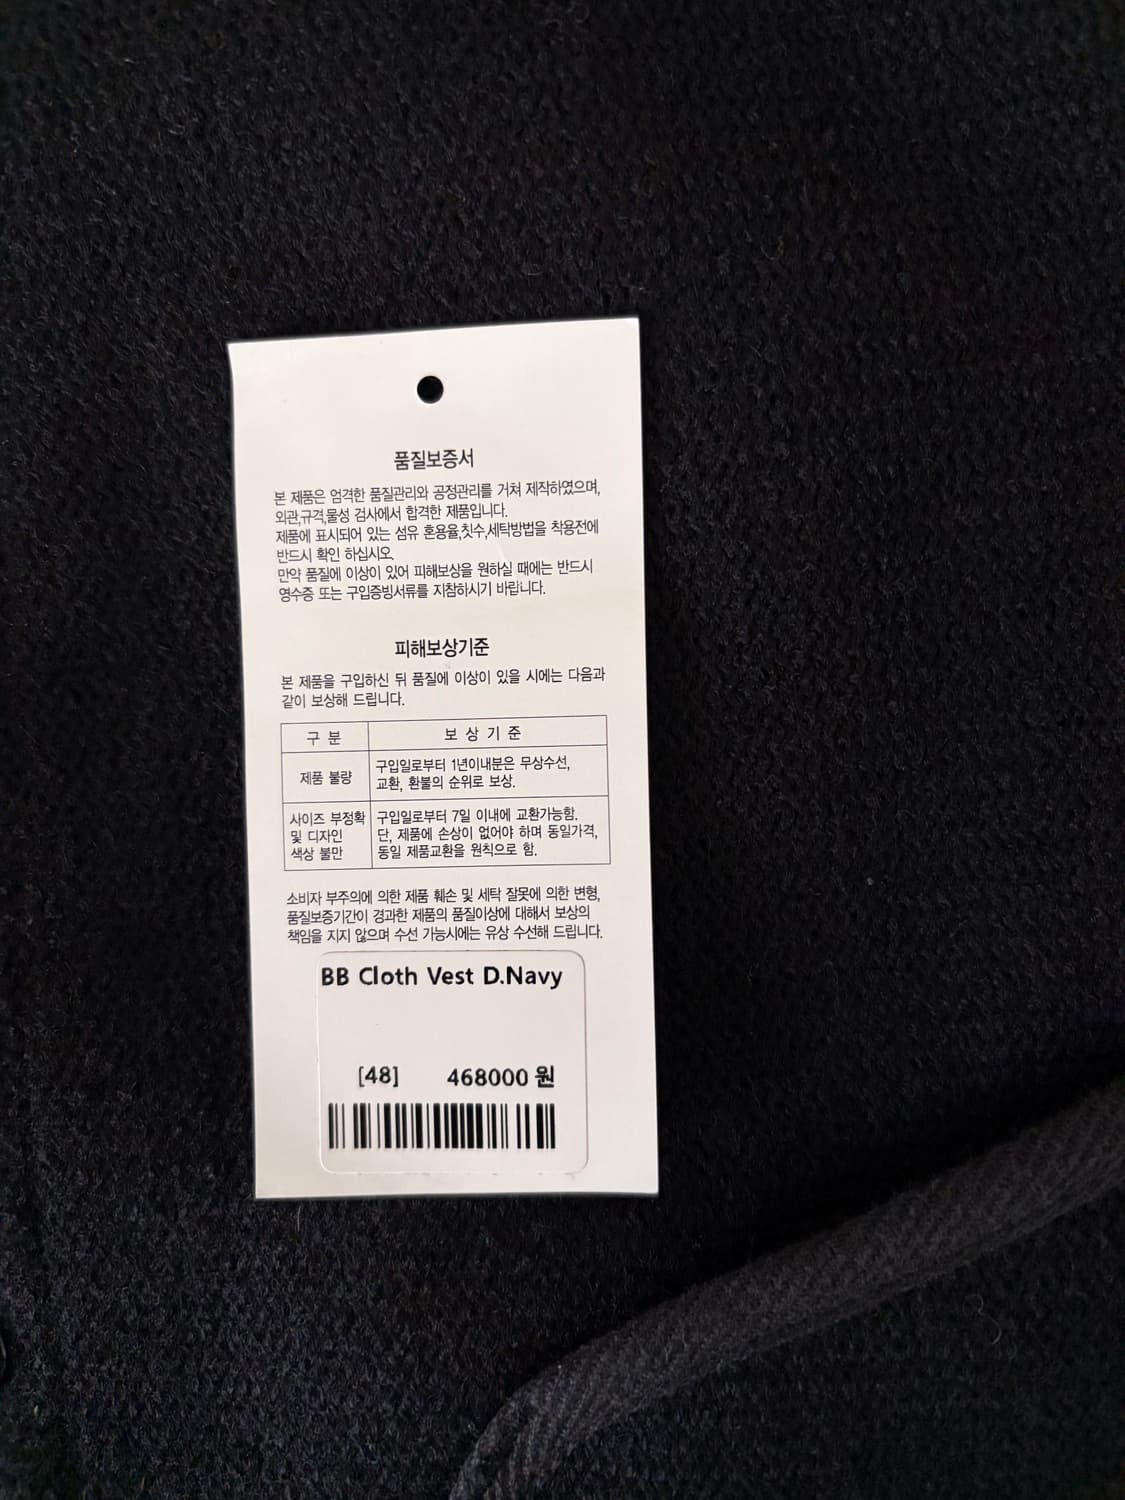 품질보증서
본 제품은 엄격한 품질관리와 공정관리를 거쳐 제작하였으며,
외관,규격,물성 검사에서 합격한 제품입니다.
제품에 표시되어 있는 섬유 혼용율,칫수,세탁방법을 착용전에
반드시 확인 하십시오.
만약 품질에 이상이 있어 피해보상을 원하실 때에는 반드시
영수증 또는 구입증빙서류를 지참하시기 바랍니다.
피해보상기준
본 제품을 구입하신 뒤 품질에 이상이 있을 시에는 다음과
같이 보상해 드립니다.
구 분 보 상 기 준
제품 불량
구입일로부터 1년이내분은 무상수선,
교환, 환불의 순위로 보상.
사이즈 부정확
및 디자인
색상 불만
구입일로부터 7일 이내에 교환가능함.
단, 제품에 손상이 없어야 하며 동일가격,
동일 제품교환을 원칙으로 함.
소비자 부주의에 의한 제품 훼손 및 세탁 잘못에 의한 변형,
품질보증기간이 경과한 제품의 품질이상에 대해서 보상의
책임을 지지 않으며 수선 가능시에는 유상 수선해 드립니다.
BB Cloth Vest D.Navy
[48] 468000 원